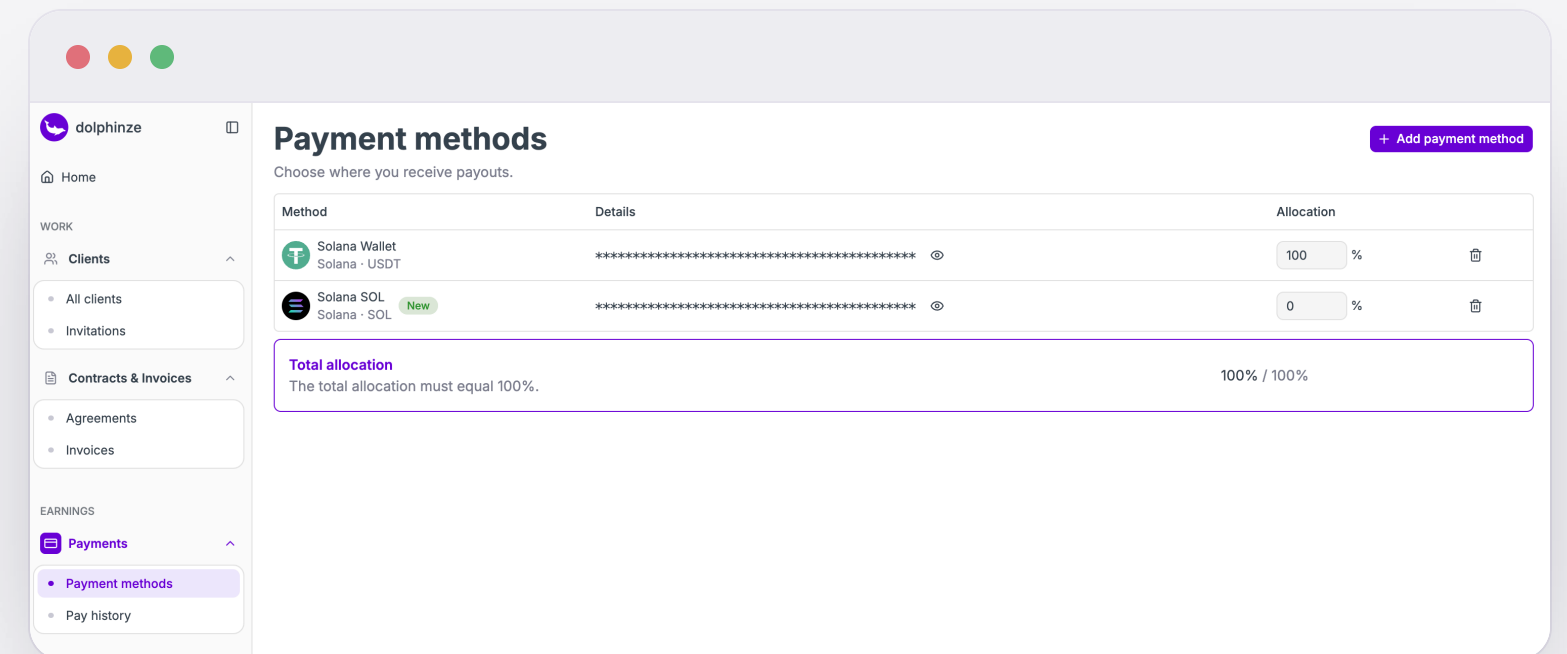 dolphinze
Home
WORK
Clients
All clients
Invitations
Contracts & Invoices
Agreements
Invoices
EARNINGS
Payments
Payment methods
Pay history
Payment methods
+ Add payment method
Choose where you receive payouts.
Method Details Allocation
Solana Wallet
Solana · USDT
******************************************** 100 %
Solana SOL
Solana · SOL
New
******************************************** 0 %
Total allocation
The total allocation must equal 100%.
100% / 100%